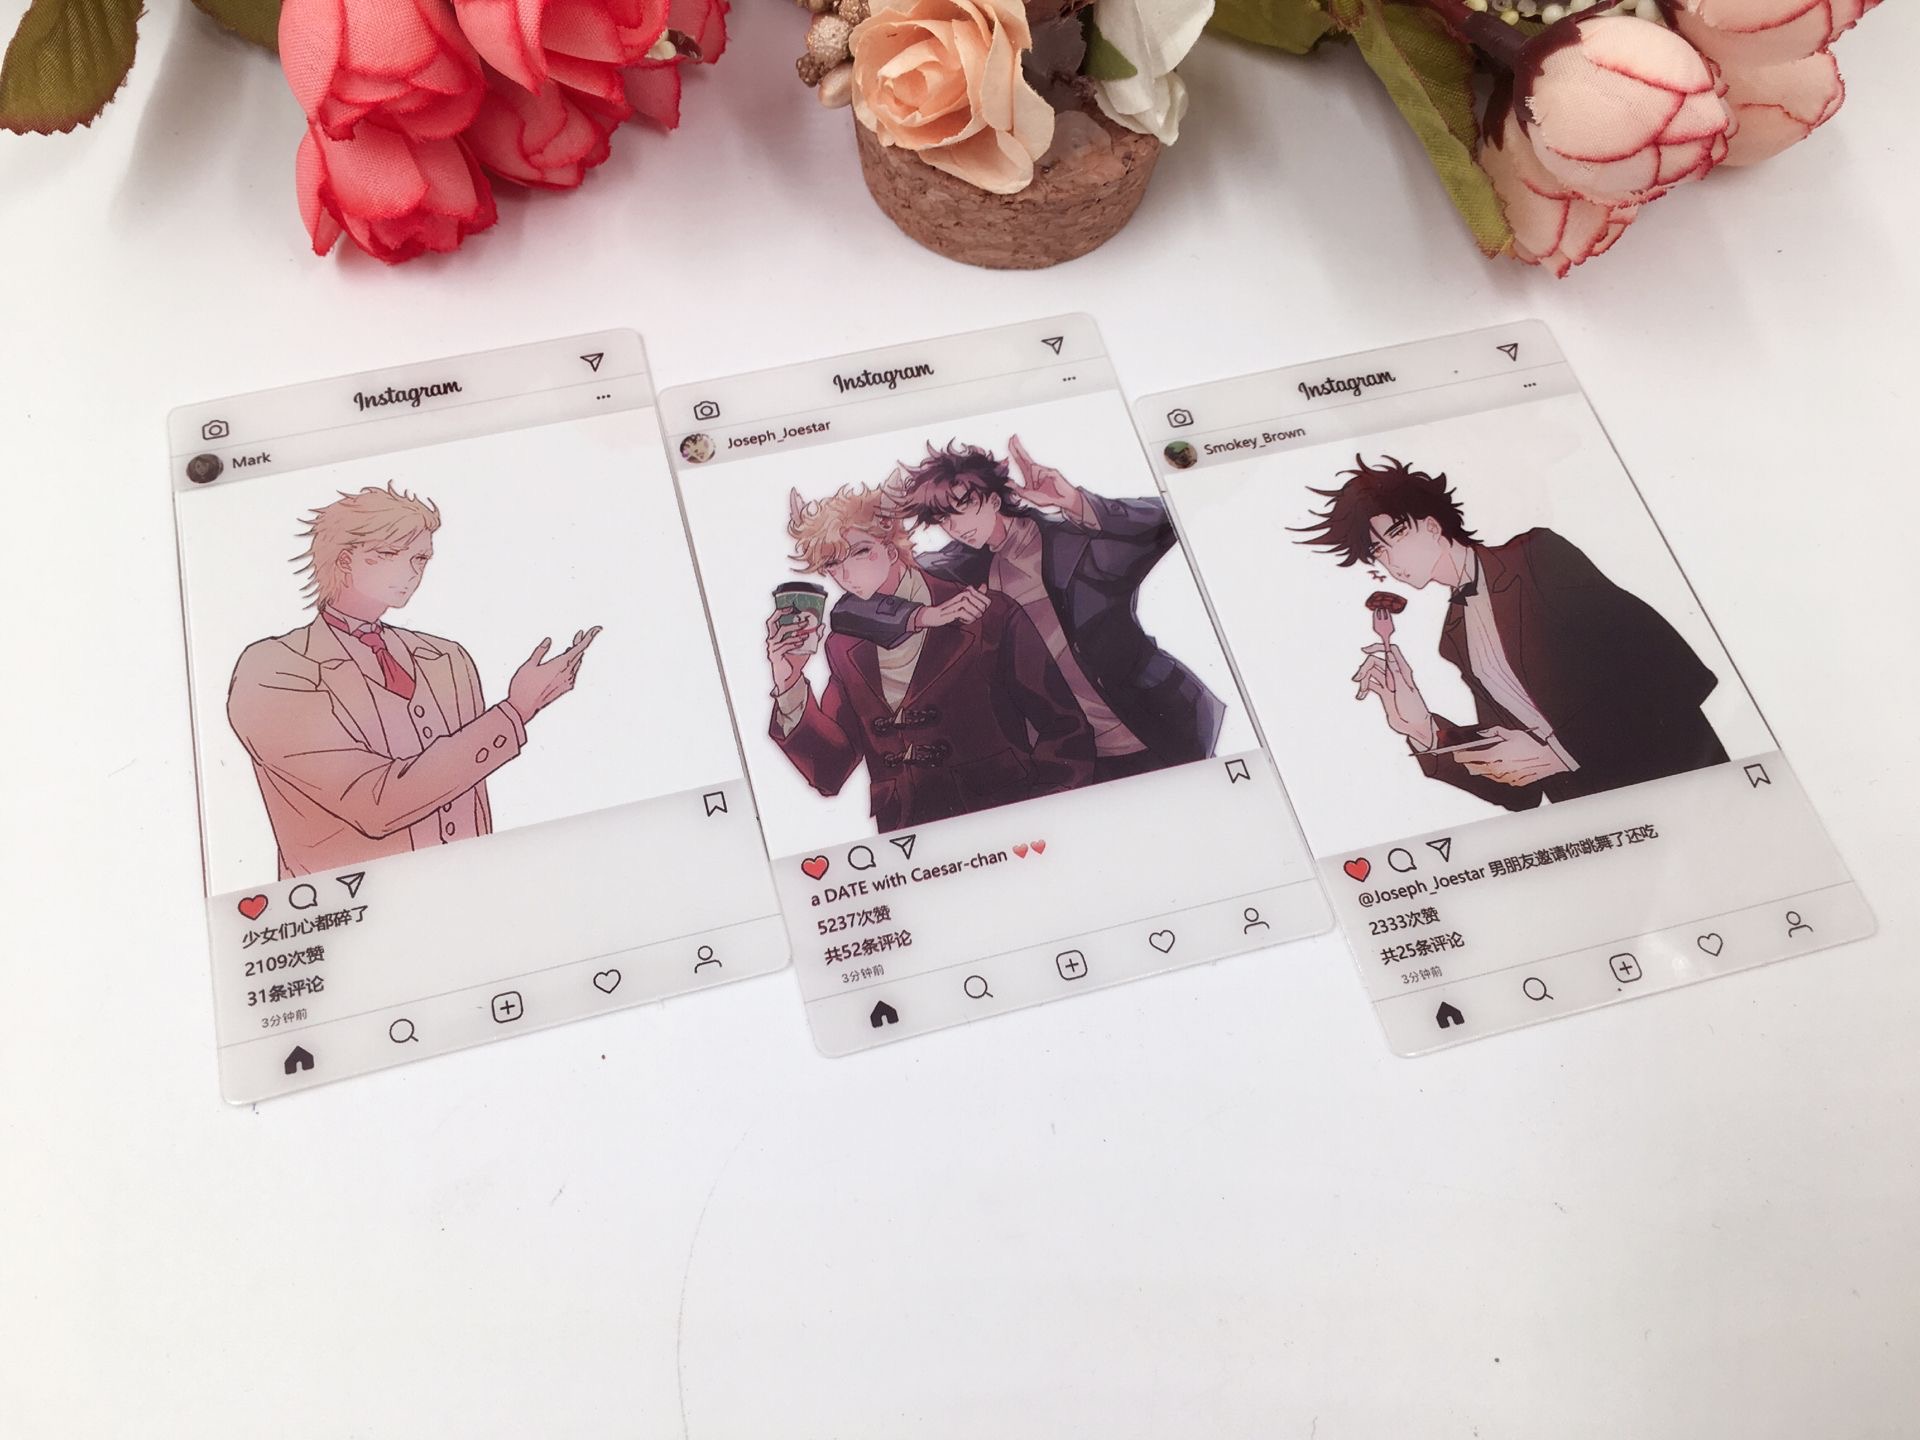 Instagram
Mark
少女们心都碎了
2109次赞
31条评论
3分钟前
Instagram
Joseph_Joestar
a DATE with Caesar-chan ❤❤
5237次赞
共52条评论
3分钟前
Instagram
Smokey_Brown
@Joseph_Joestar 男朋友邀请你跳舞了还吃
2333次赞
共25条评论
3分钟前